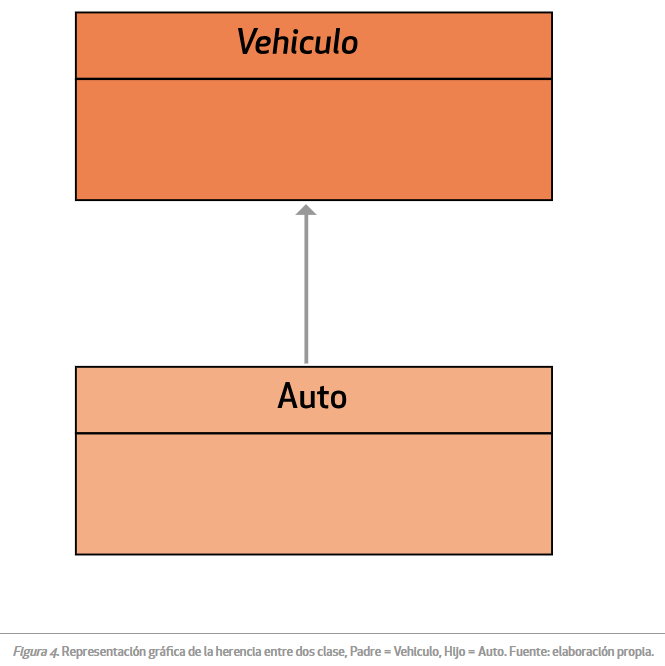 Vehiculo
Auto
Figura 4. Representación gráfica de la herencia entre dos clase, Padre = Vehiculo, Hijo = Auto. Fuente: elaboración propia.